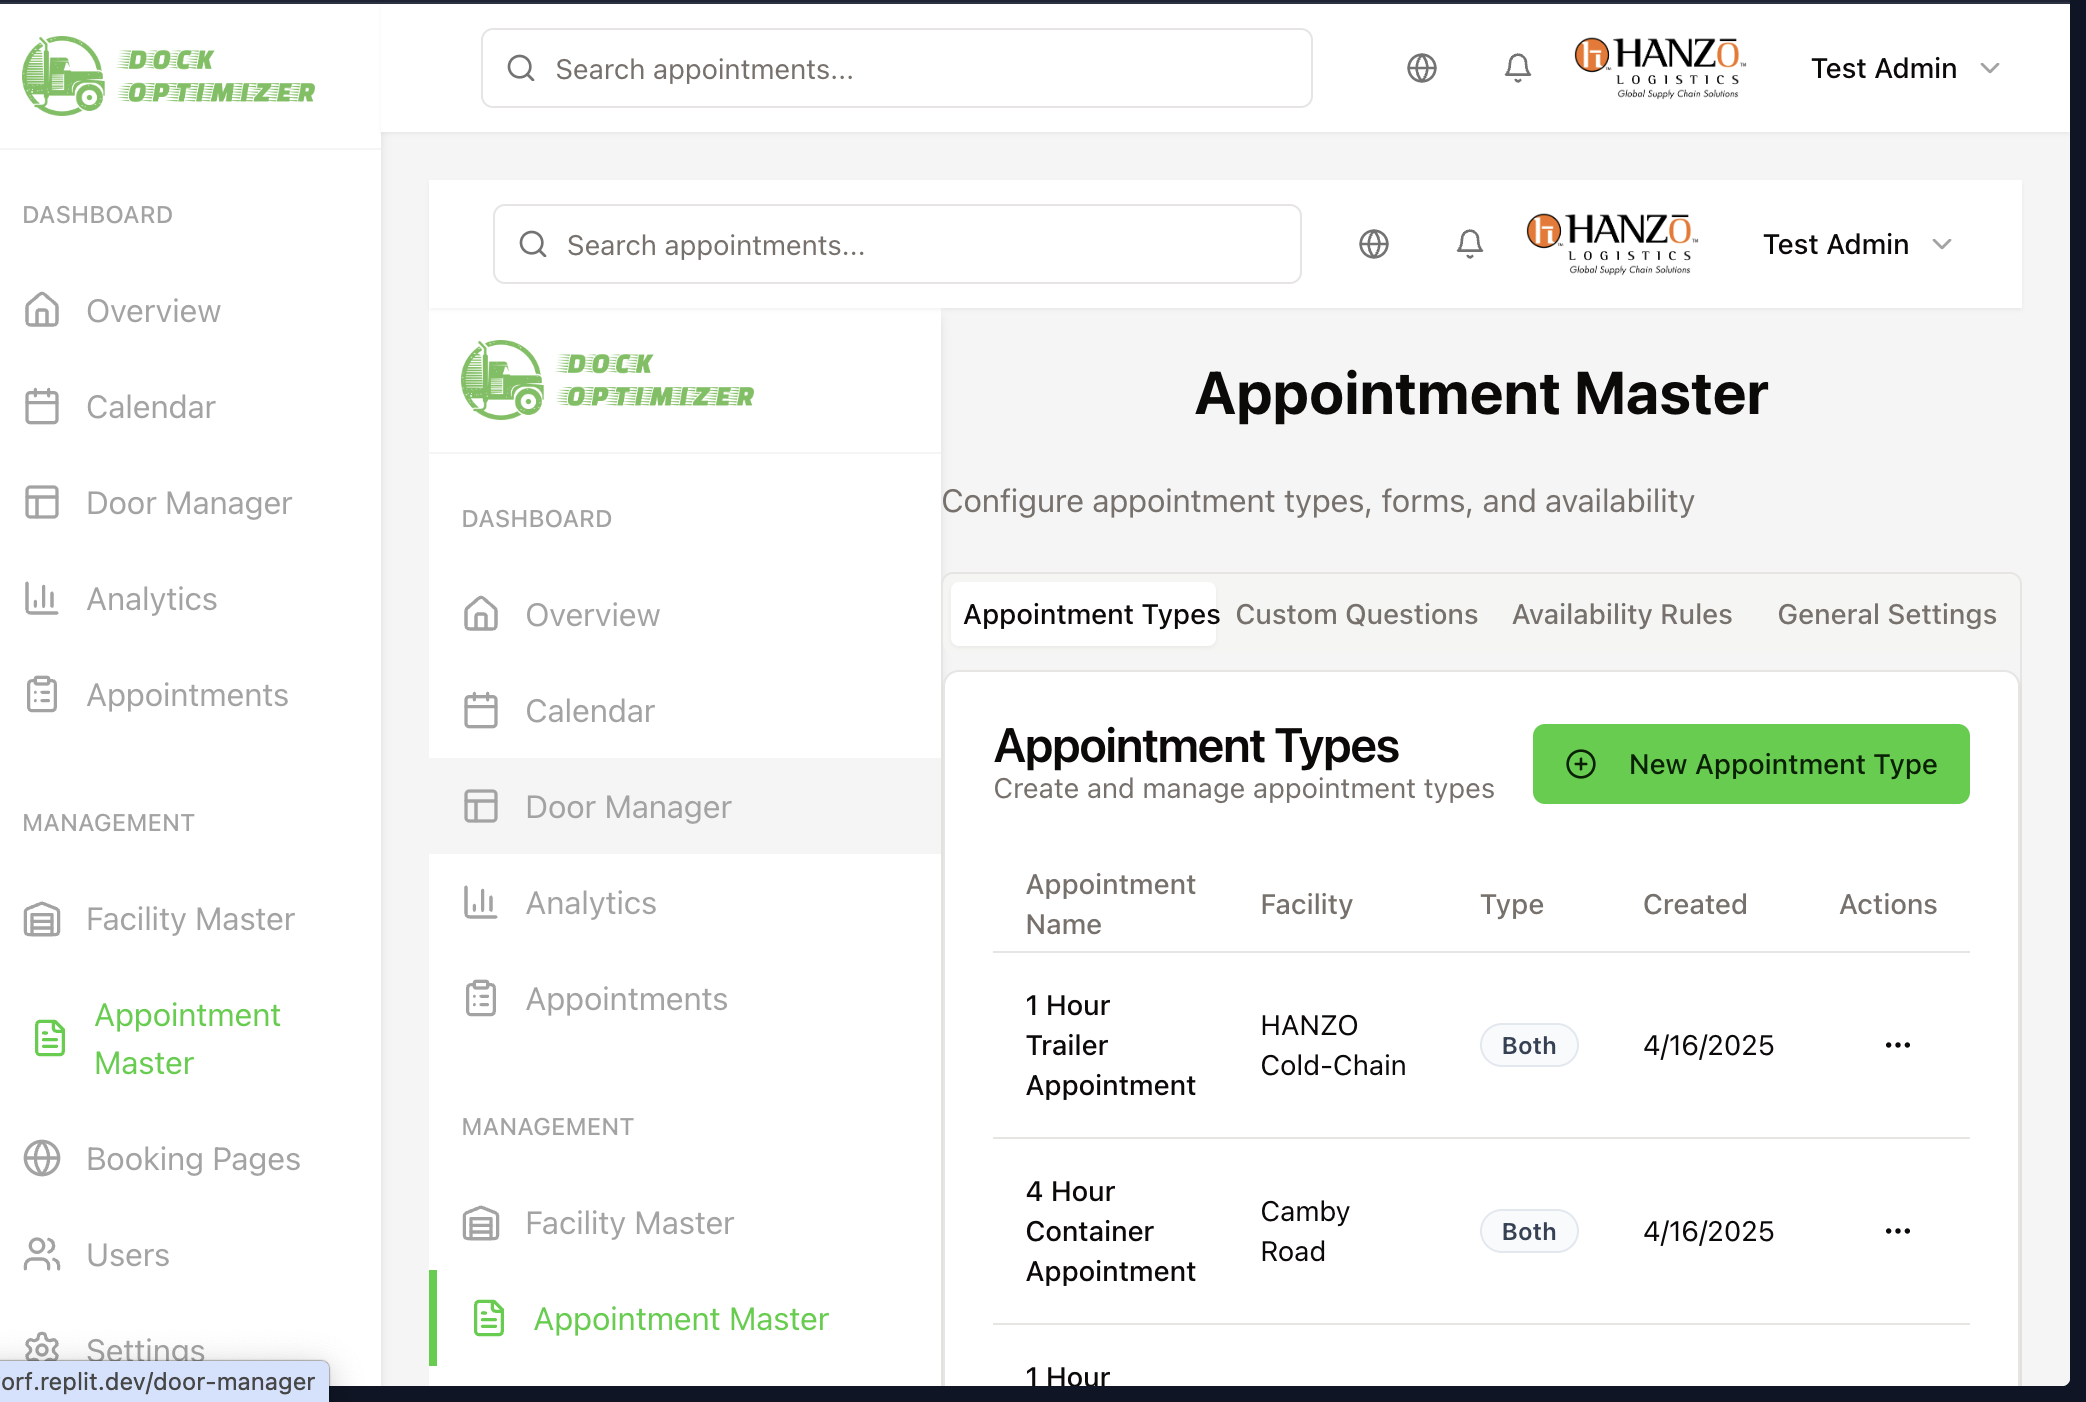 DOCK
OPTIMIZER
Search appointments...
HANZŌ™
LOGISTICS
Global Supply Chain Solutions
Test Admin
DASHBOARD
Overview
Calendar
Door Manager
Analytics
Appointments
MANAGEMENT
Facility Master
Appointment
Master
Booking Pages
Users
Settings
orf.replit.dev/door-manager
Search appointments...
HANZŌ™
LOGISTICS
Global Supply Chain Solutions
Test Admin
DOCK
OPTIMIZER
DASHBOARD
Overview
Calendar
Door Manager
Analytics
Appointments
MANAGEMENT
Facility Master
Appointment Master
Appointment Master
Configure appointment types, forms, and availability
Appointment Types Custom Questions Availability Rules General Settings
Appointment Types
Create and manage appointment types
New Appointment Type
Appointment
Name
Facility
Type
Created
Actions
1 Hour
Trailer
Appointment
HANZO
Cold-Chain
Both
4/16/2025
4 Hour
Container
Appointment
Camby
Road
Both
4/16/2025
1 Hour